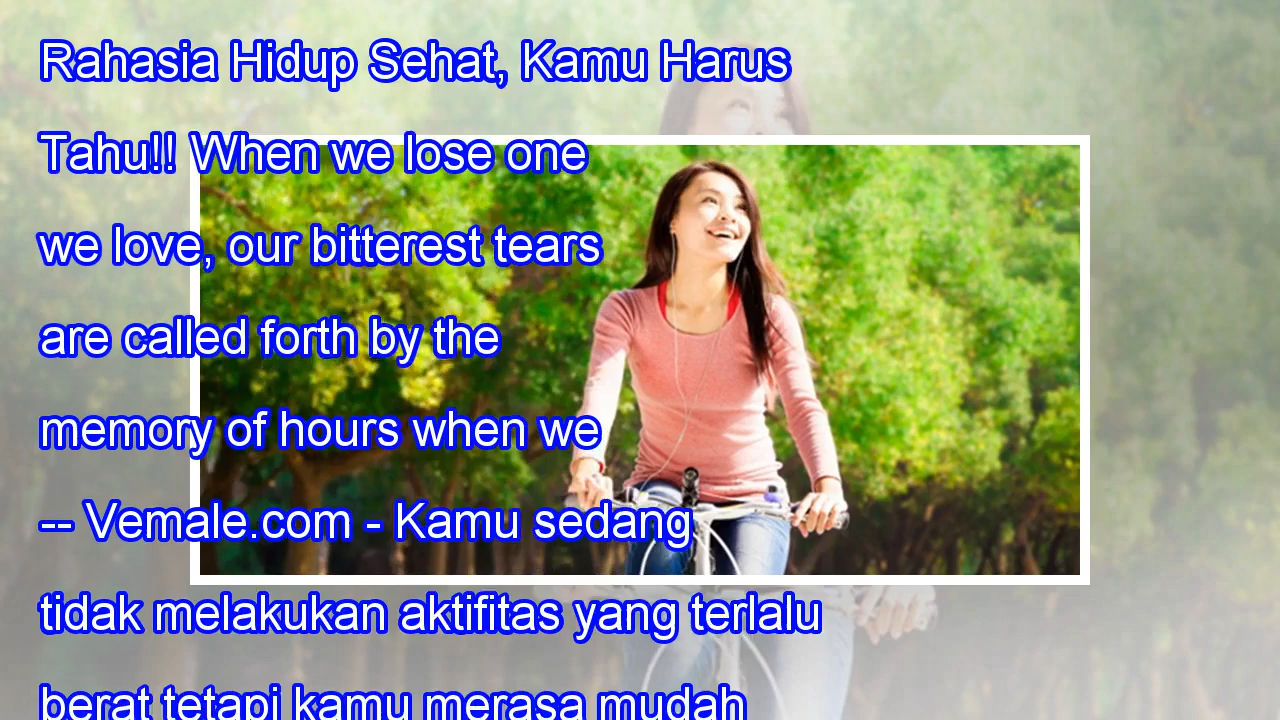 Rahasia Hidup Sehat, Kamu Harus
Tahu!! When we lose one
we love, our bitterest tears
are called forth by the
memory of hours when we
-- Vemale.com - Kamu sedang
tidak melakukan aktifitas yang terlalu
berat tetapi kamu merasa mudah